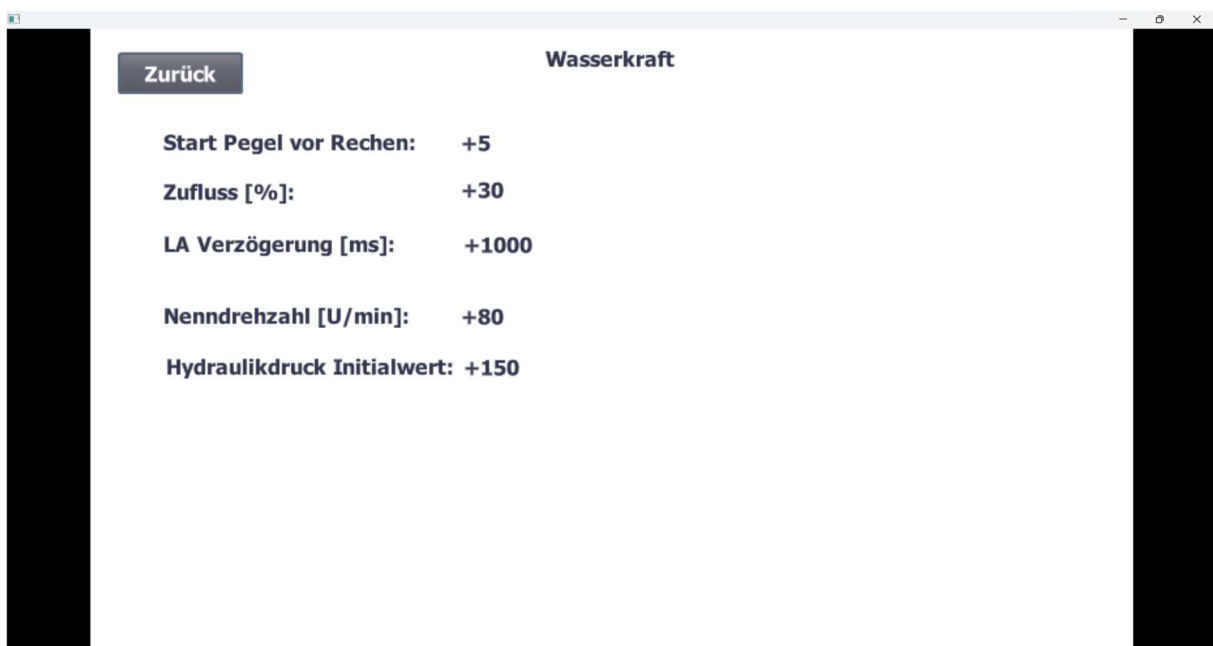 Zurück
Wasserkraft
Start Pegel vor Rechen: +5
Zufluss [%]: +30
LA Verzögerung [ms]: +1000
Nenndrehzahl [U/min]: +80
Hydraulikdruck Initialwert: +150